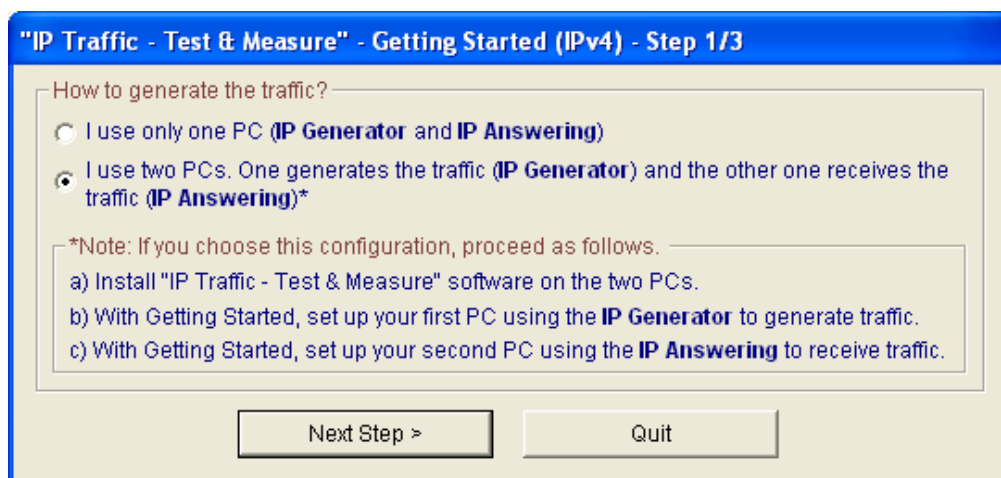 "IP Traffic - Test & Measure" - Getting Started (IPv4) - Step 1/3
How to generate the traffic?
I use only one PC (IP Generator and IP Answering)
I use two PCs. One generates the traffic (IP Generator) and the other one receives the
traffic (IP Answering)*
*Note: If you choose this configuration, proceed as follows.
a) Install "IP Traffic - Test & Measure" software on the two PCs.
b) With Getting Started, set up your first PC using the IP Generator to generate traffic.
c) With Getting Started, set up your second PC using the IP Answering to receive traffic.
Next Step >
Quit